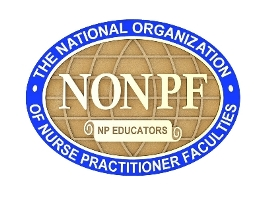 THE NATIONAL ORGANIZATION
NONPF
NP EDUCATORS
OF NURSE PRACTITIONER FACULTIES